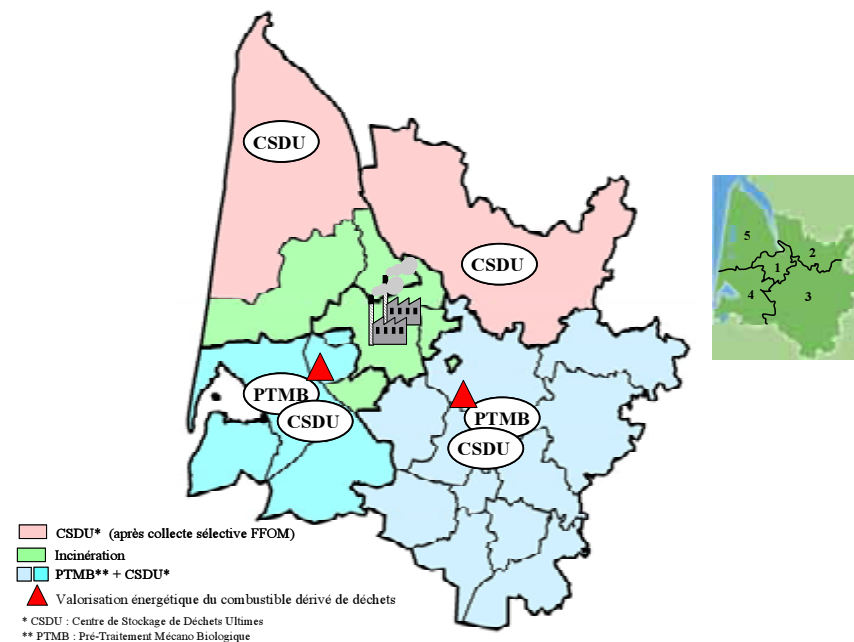 CSDU
CSDU
PTMB
CSDU
PTMB
CSDU
5
2
1
4
3
CSDU* (après collecte sélective FFOM)
Incinération
PTMB** + CSDU*
Valorisation énergétique du combustible dérivé de déchets
* CSDU : Centre de Stockage de Déchets Ultimes
** PTMB : Pré-Traitement Mécano Biologique